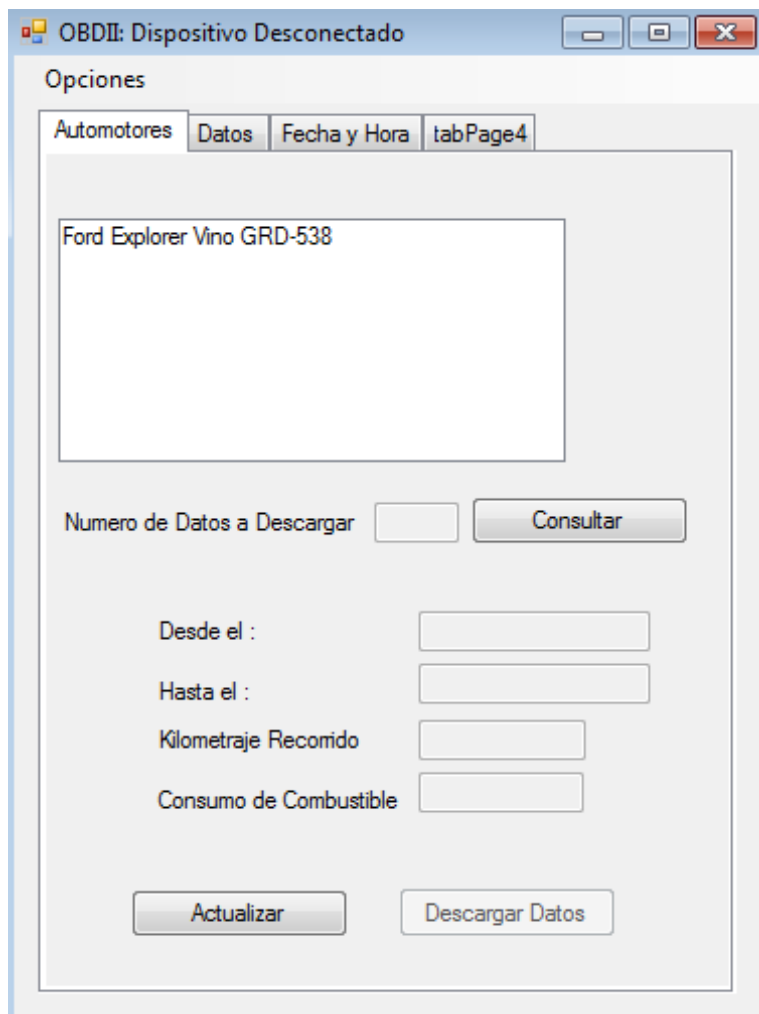 OBDII: Dispositivo Desconectado
Opciones
Automotores Datos Fecha y Hora tabPage4
Ford Explorer Vino GRD-538
Numero de Datos a Descargar Consultar
Desde el :
Hasta el :
Kilometraje Recorrido
Consumo de Combustible
Actualizar Descargar Datos